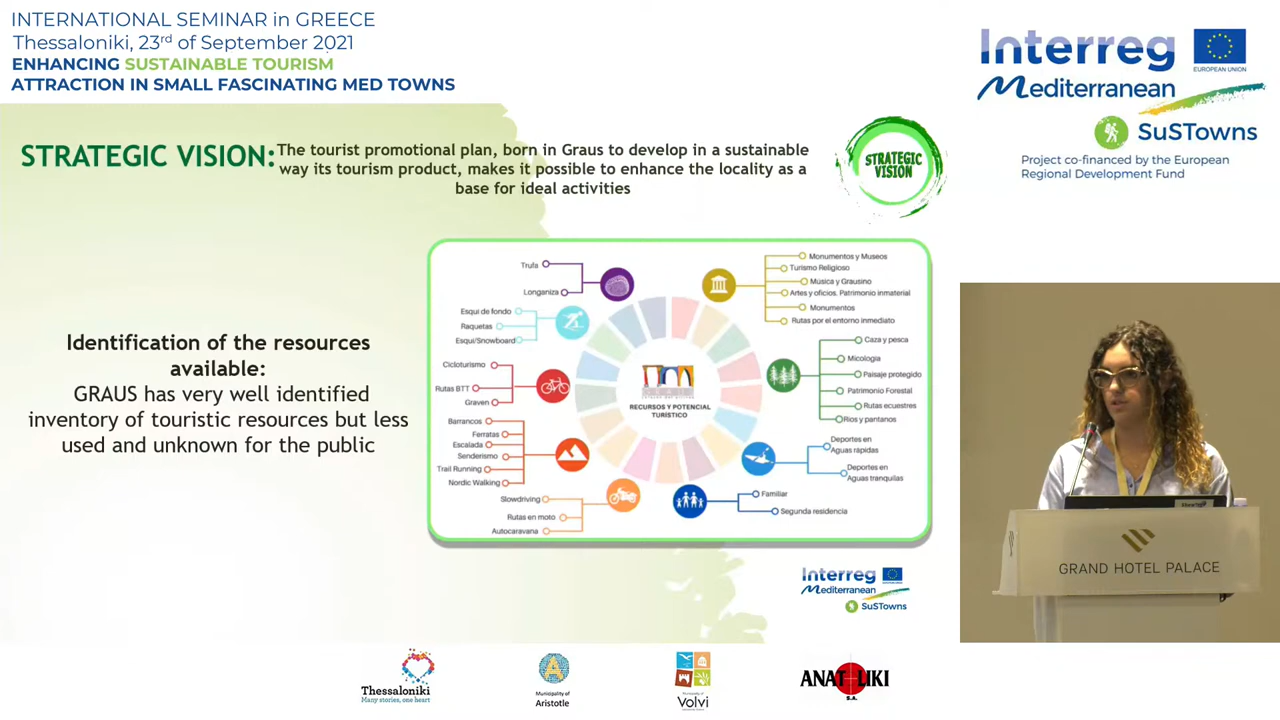 INTERNATIONAL SEMINAR in GREECE
Thessaloniki, 23rd of September 2021
ENHANCING SUSTAINABLE TOURISM
ATTRACTION IN SMALL FASCINATING MED TOWNS
Interreg
EUROPEAN UNION
Mediterranean
SuSTowns
Project co-financed by the European
Regional Development Fund
STRATEGIC VISION:
The tourist promotional plan, born in Graus to develop in a sustainable
way its tourism product, makes it possible to enhance the locality as a
base for ideal activities
STRATEGIC
VISION
Identification of the resources
available:
GRAUS has very well identified
inventory of touristic resources but less
used and unknown for the public
Trufa
Longaniza
Esqui de fondo
Raquetas
Esqui/Snowboard
Cicloturismo
Rutas BTT
Graven
Barrancos
Ferratas
Escalada
Senderismo
Trail Running
Nordic Walking
Slowdriving
Rutas en moto
Autocaravana
RECURSOS Y POTENCIAL
TURÍSTICO
Monumentos y Museos
Turismo Religioso
Música y Grausino
Artes y oficios. Patrimonio inmaterial
Monumentos
Rutas por el entorno inmediato
Caza y pesca
Micología
Paisaje protegido
Patrimonio Forestal
Rutas ecuestres
Ríos y pantanos
Deportes en
Aguas rápidas
Deportes en
Aguas tranquilas
Familiar
Segunda residencia
Interreg
Mediterranean
SuSTowns
GRAND HOTEL PALACE
Thessaloniki
Many stories, one heart
Municipality of
Aristotle
Municipality of
Volvi
ANATOLIKI
S.A.